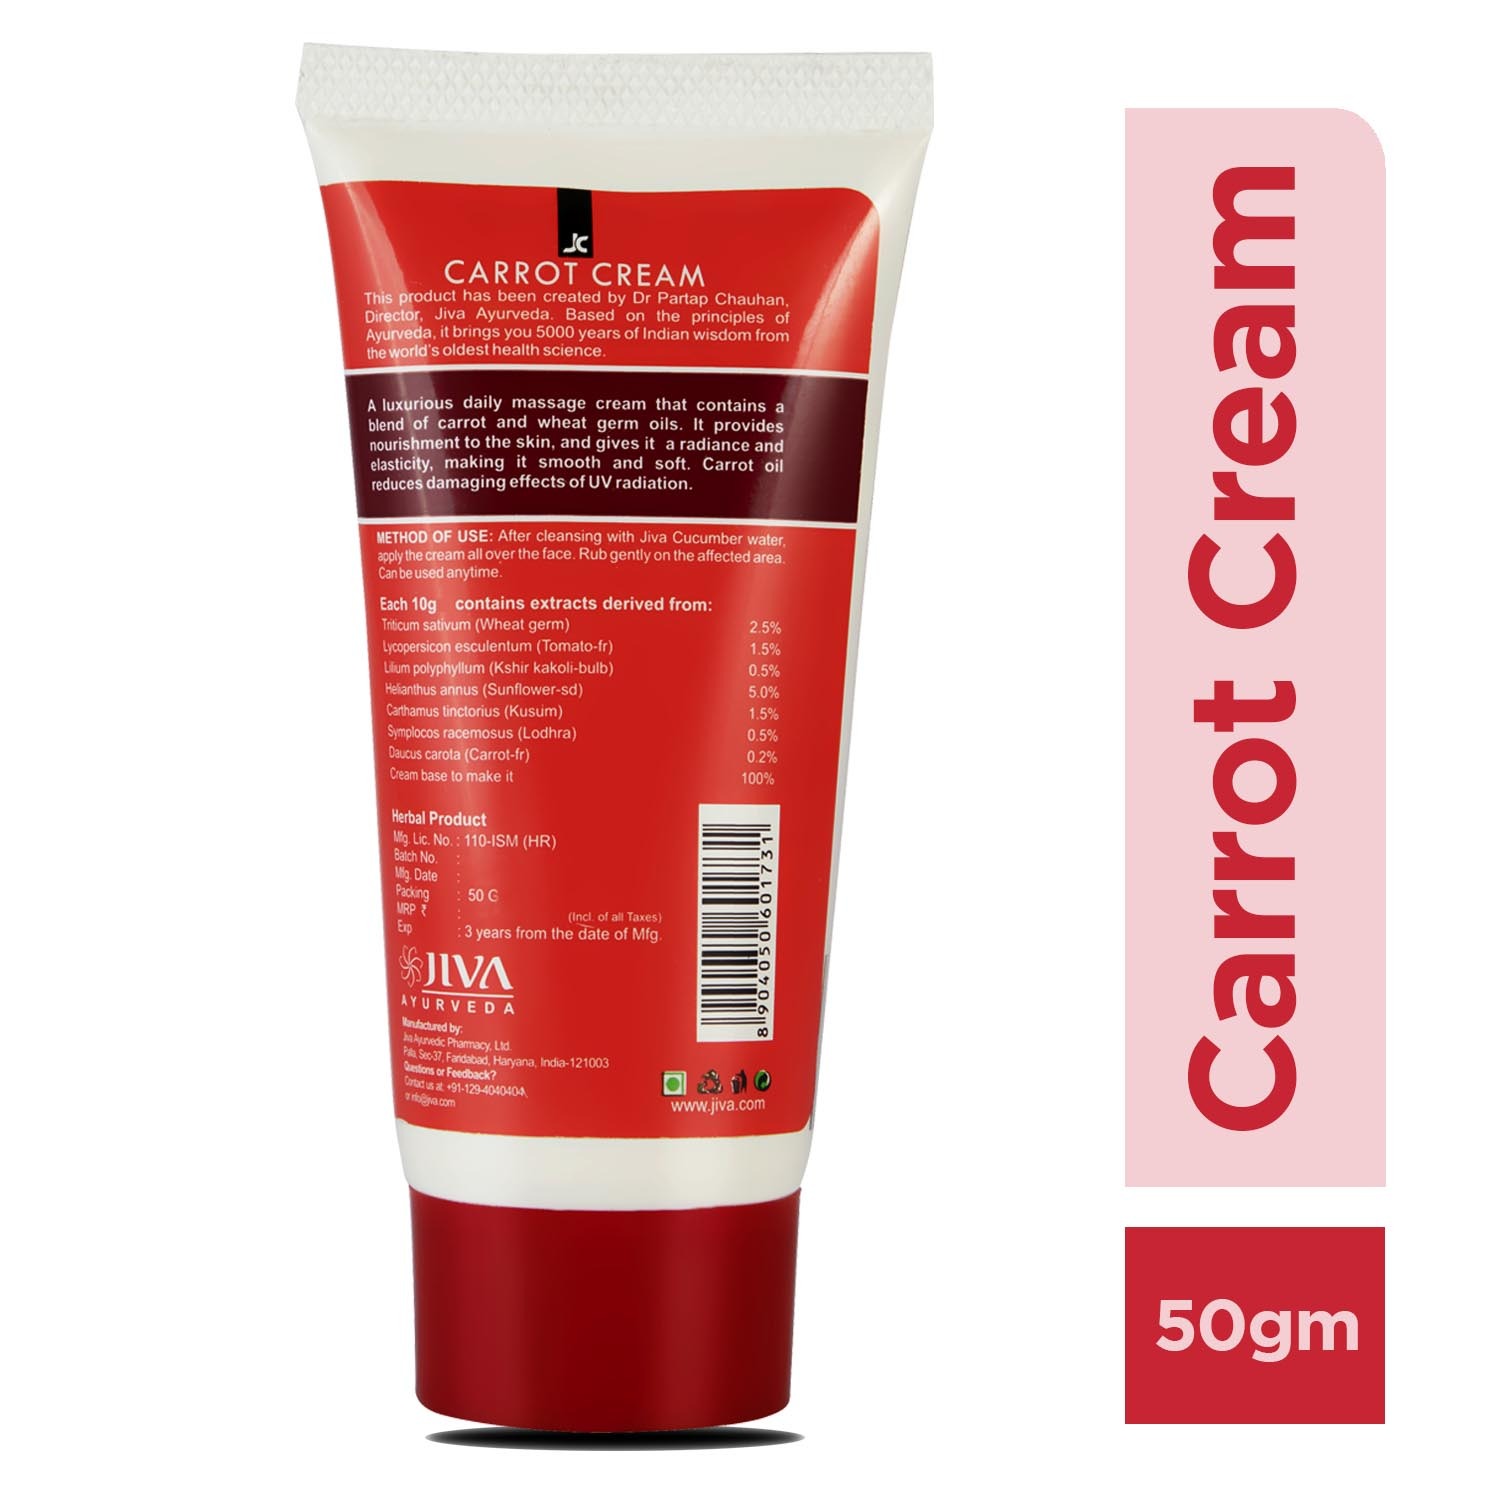 JC
CARROT CREAM
This product has been created by Dr Partap Chauhan,
Director, Jiva Ayurveda. Based on the principles of
Ayurveda, it brings you 5000 years of Indian wisdom from
the world's oldest health science.
A luxurious daily massage cream that contains a
blend of carrot and wheat germ oils. It provides
nourishment to the skin, and gives it a radiance and
elasticity, making it smooth and soft. Carrot oil
reduces damaging effects of UV radiation.
METHOD OF USE: After cleansing with Jiva Cucumber water,
apply the cream all over the face. Rub gently on the affected area.
Can be used anytime.
Each 10g contains extracts derived from:
Triticum sativum (Wheat germ) 2.5%
Lycopersicon esculentum (Tomato-fr) 1.5%
Lilium polyphyllum (Kshir kakoli-bulb) 0.5%
Helianthus annus (Sunflower-sd) 5.0%
Carthamus tinctorius (Kusum) 1.5%
Symplocos racemosus (Lodhra) 0.5%
Daucus carota (Carrot-fr) 0.2%
Cream base to make it 100%
Herbal Product
Mfg. Lic. No. : 110-ISM (HR)
Batch No. :
Mfg. Date :
Packing : 50 G
MRP ₹ : (Incl. of all Taxes)
Exp : 3 years from the date of Mfg.
JIVA
AYURVEDA
Manufactured by:
Jiva Ayurvedic Pharmacy, Ltd.
Palla, Sec-37, Faridabad, Haryana, India-121003
Questions or Feedback?
Contact us at: +91-129-4040404,
or info@jiva.com
8 904050 601731
www.jiva.com
Carrot Cream
50gm